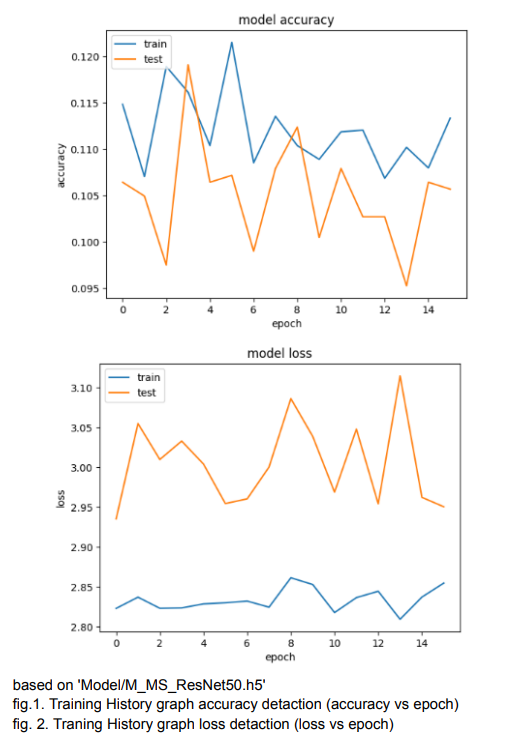 model accuracy
train
test
0.120
0.115
0.110
0.105
0.100
0.095
accuracy
0 2 4 6 8 10 12 14
epoch
model loss
train
test
3.10
3.05
3.00
2.95
2.90
2.85
2.80
loss
0 2 4 6 8 10 12 14
epoch
based on 'Model/M_MS_ResNet50.h5'
fig.1. Training History graph accuracy detaction (accuracy vs epoch)
fig. 2. Traning History graph loss detaction (loss vs epoch)